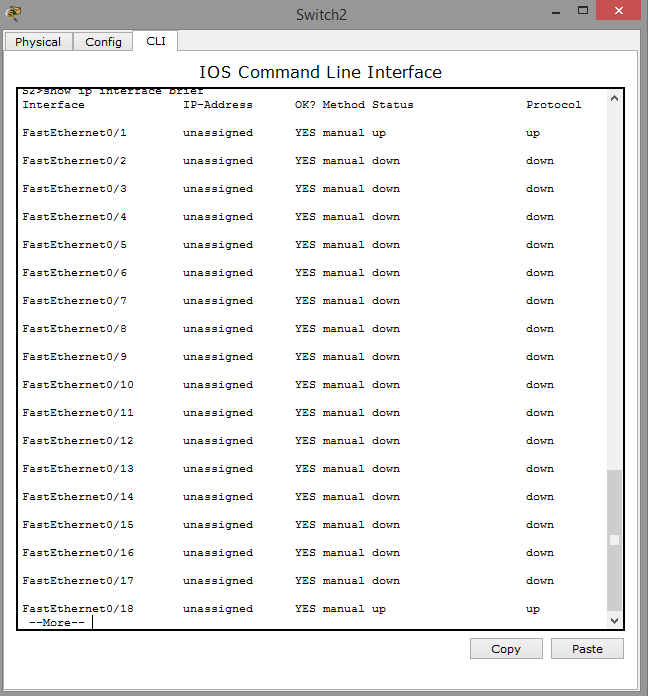 Switch2
Physical Config CLI
IOS Command Line Interface
S2>show ip interface brief
Interface IP-Address OK? Method Status Protocol
FastEthernet0/1 unassigned YES manual up up
FastEthernet0/2 unassigned YES manual down down
FastEthernet0/3 unassigned YES manual down down
FastEthernet0/4 unassigned YES manual down down
FastEthernet0/5 unassigned YES manual down down
FastEthernet0/6 unassigned YES manual down down
FastEthernet0/7 unassigned YES manual down down
FastEthernet0/8 unassigned YES manual down down
FastEthernet0/9 unassigned YES manual down down
FastEthernet0/10 unassigned YES manual down down
FastEthernet0/11 unassigned YES manual down down
FastEthernet0/12 unassigned YES manual down down
FastEthernet0/13 unassigned YES manual down down
FastEthernet0/14 unassigned YES manual down down
FastEthernet0/15 unassigned YES manual down down
FastEthernet0/16 unassigned YES manual down down
FastEthernet0/17 unassigned YES manual down down
FastEthernet0/18 unassigned YES manual up up
--More--
Copy Paste